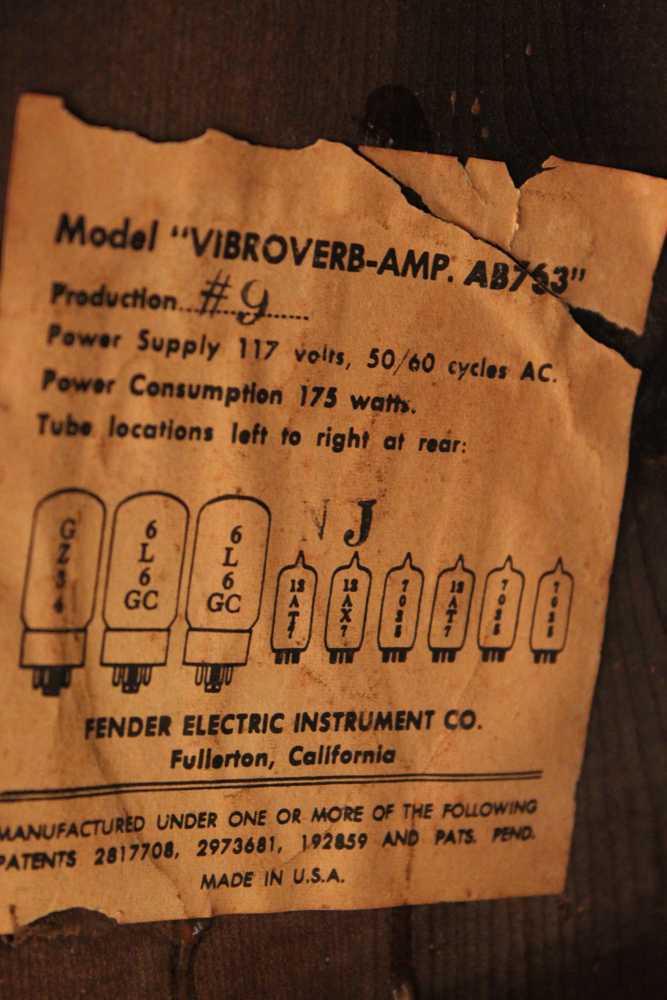 Model "VIBROVERB-AMP. AB763"
Production...#9......
Power Supply 117 volts, 50/60 cycles AC.
Power Consumption 175 watts.
Tube locations left to right at rear:
NJ
GZ34 6L6GC 6L6GC 12AT7 12AX7 7025 12AT7 7025 7025
FENDER ELECTRIC INSTRUMENT CO.
Fullerton, California
MANUFACTURED UNDER ONE OR MORE OF THE FOLLOWING
PATENTS 2817708, 2973681, 192859 AND PATS. PEND.
MADE IN U.S.A.